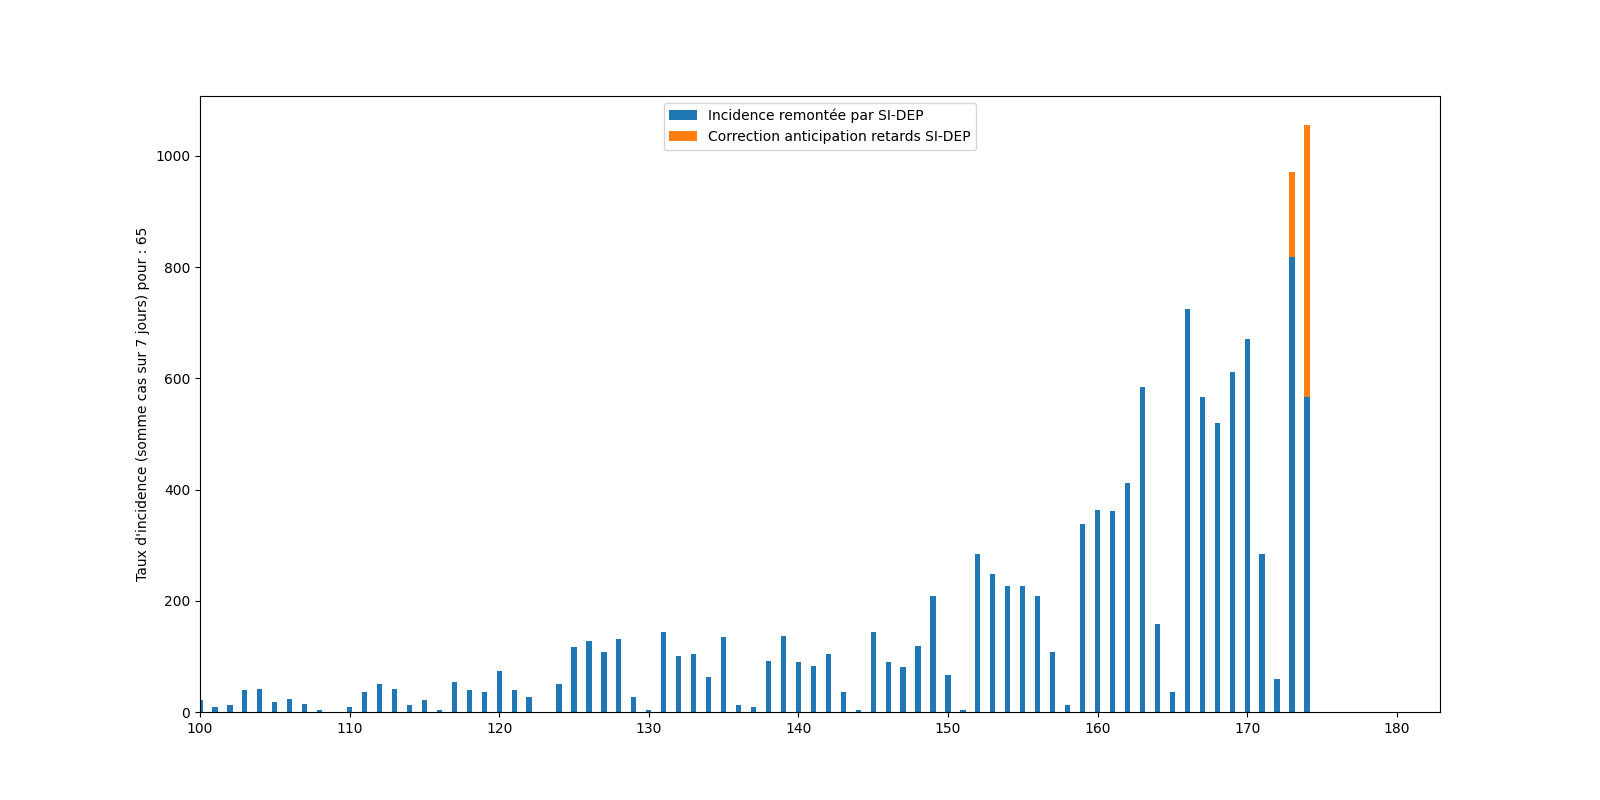 Incidence remontée par SI-DEP
Correction anticipation retards SI-DEP
Taux d'incidence (somme cas sur 7 jours) pour : 65
1000
800
600
400
200
0
100 110 120 130 140 150 160 170 180